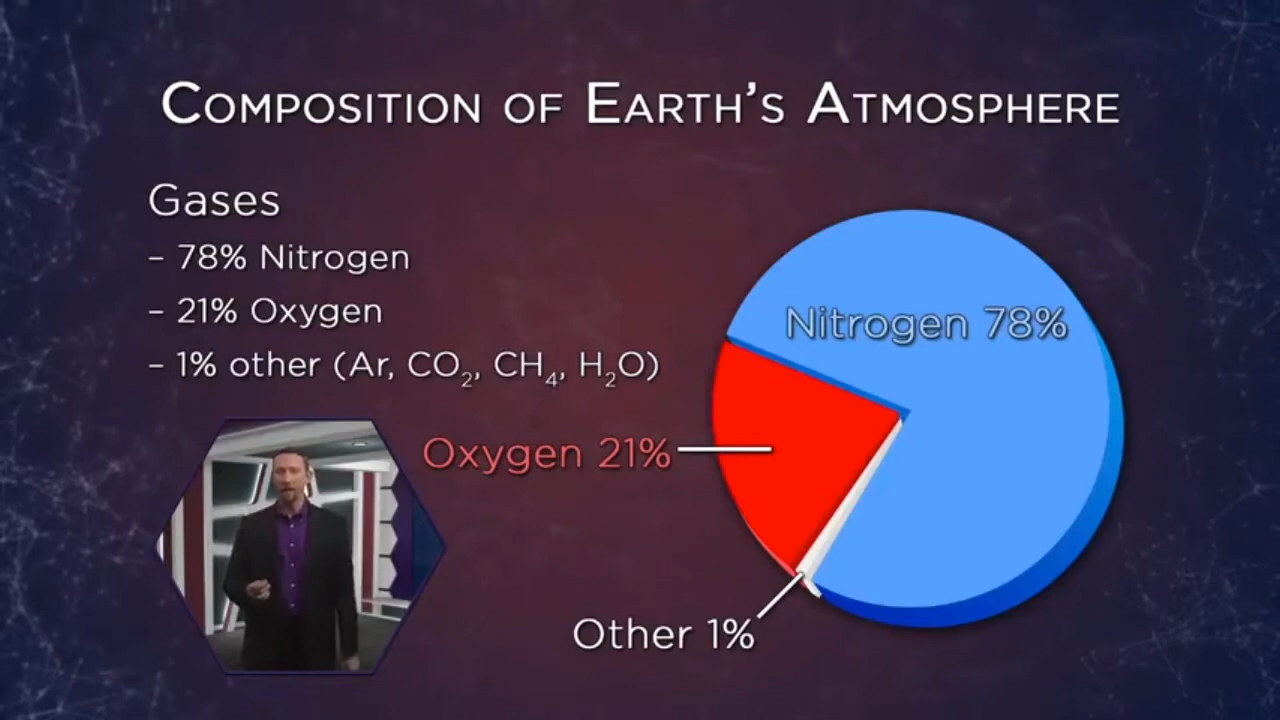 Composition of Earth’s Atmosphere
Gases
– 78% Nitrogen
– 21% Oxygen
– 1% other (Ar, CO₂, CH₄, H₂O)
Nitrogen 78%
Oxygen 21%
Other 1%